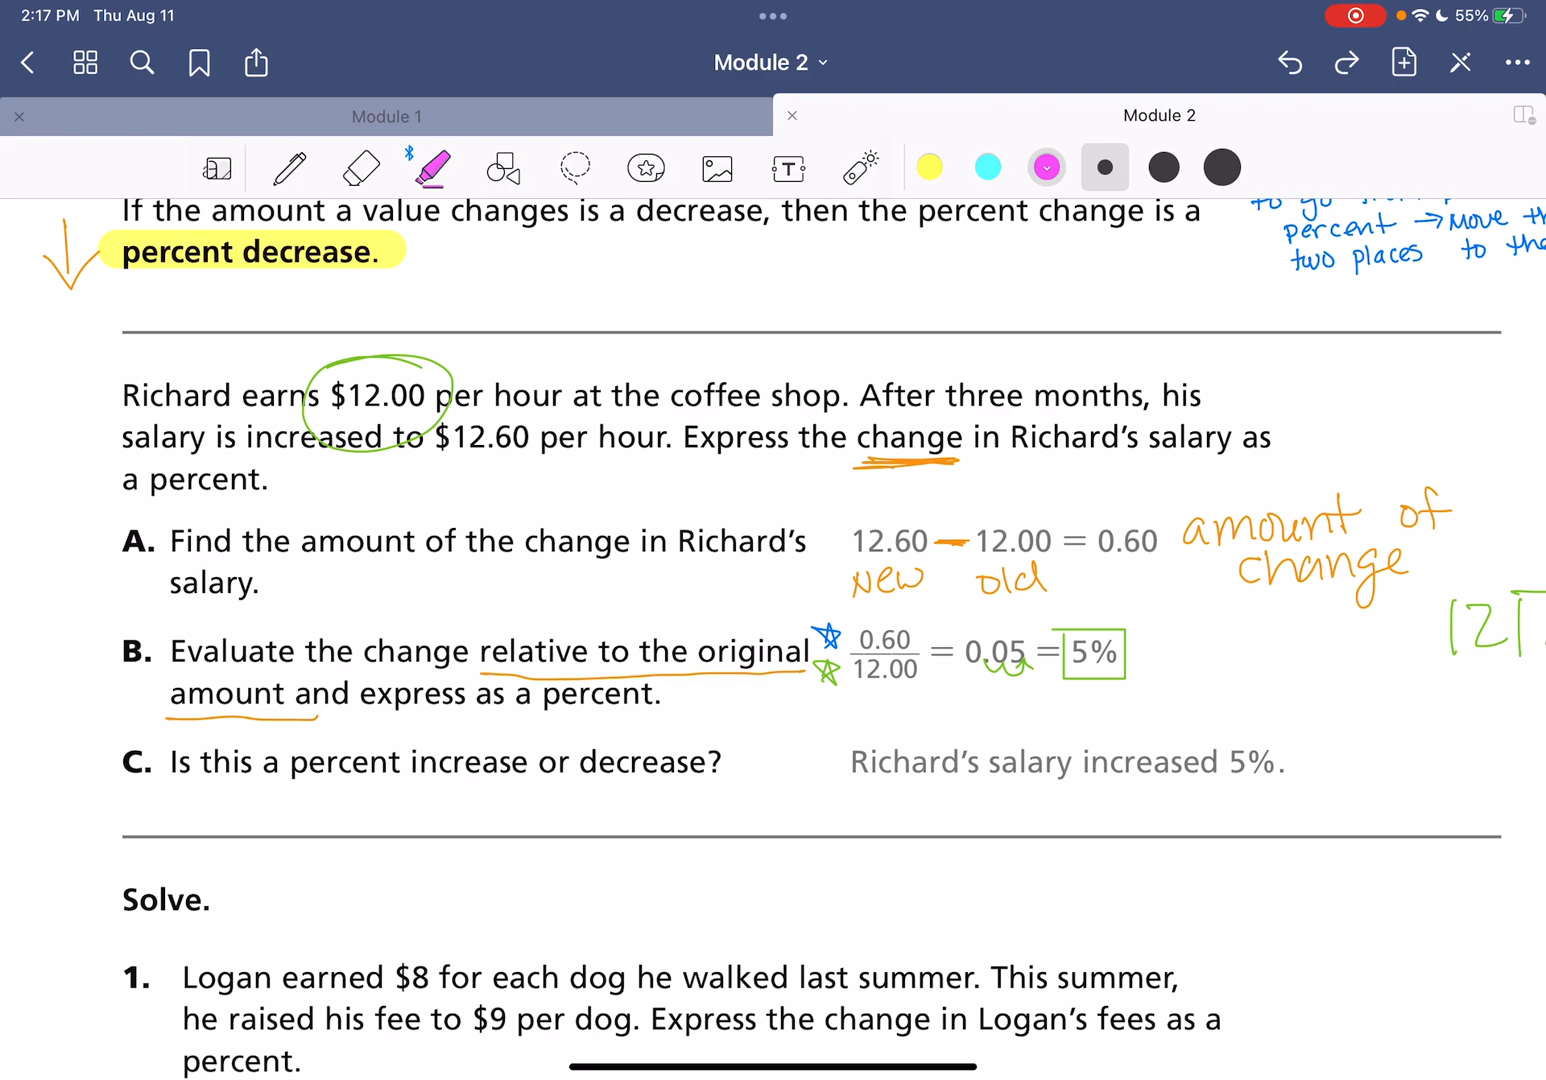 2:17 PM Thu Aug 11
55%
Module 2
Module 1
Module 2
If the amount a value changes is a decrease, then the percent change is a
percent decrease.
to go
percent → move th
two places to the
Richard earns $12.00 per hour at the coffee shop. After three months, his
salary is increased to $12.60 per hour. Express the change in Richard's salary as
a percent.
A. Find the amount of the change in Richard's
salary.
12.60 — 12.00 = 0.60
New old
amount of
change
B. Evaluate the change relative to the original
amount and express as a percent.
0.60
12.00
= 0.05 = 5%
12
C. Is this a percent increase or decrease?
Richard's salary increased 5%.
Solve.
1. Logan earned $8 for each dog he walked last summer. This summer,
he raised his fee to $9 per dog. Express the change in Logan's fees as a
percent.